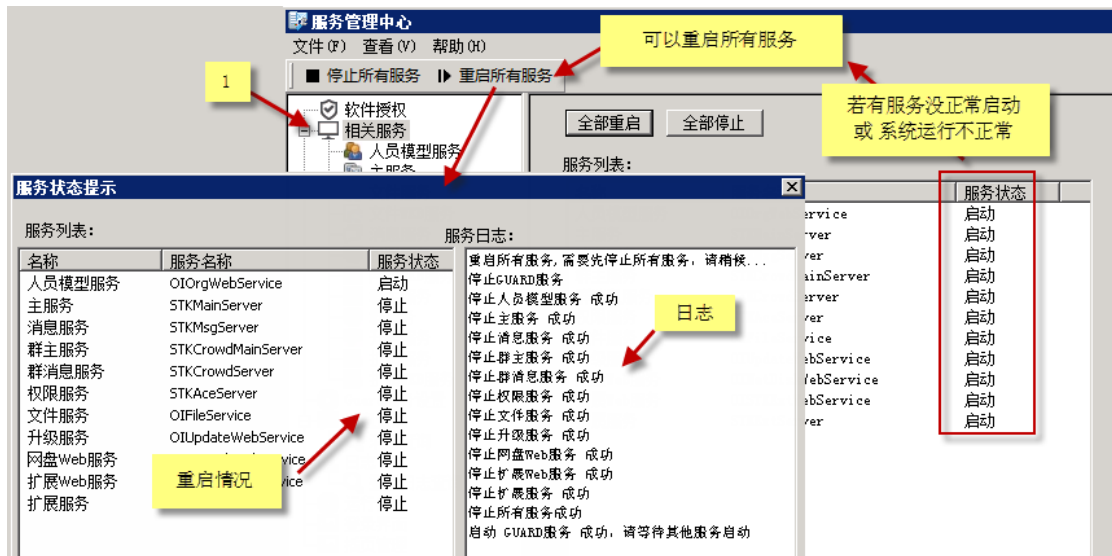 服务管理中心
文件(F) 查看(V) 帮助(H)
停止所有服务 重启所有服务
可以重启所有服务
1
若有服务没正常启动
或 系统运行不正常
软件授权
相关服务
人员模型服务
主服务
全部重启 全部停止
服务列表:
服务状态
ervice 启动
rver 启动
ver 启动
ainServer 启动
erver 启动
ver 启动
vice 启动
ebService 启动
WebService 启动
ebService 启动
ver 启动
服务状态提示
服务列表:
名称 服务名称 服务状态
人员模型服务 OIOrgWebService 启动
主服务 STKMainServer 停止
消息服务 STKMsgServer 停止
群主服务 STKCrowdMainServer 停止
群消息服务 STKCrowdServer 停止
权限服务 STKAceServer 停止
文件服务 OIFileService 停止
升级服务 OIUpdateWebService 停止
网盘Web服务 vice 停止
扩展Web服务 vice 停止
扩展服务 停止
重启情况
服务日志:
重启所有服务,需要先停止所有服务, 请稍候...
停止GUARD服务
停止人员模型服务 成功
停止主服务 成功
停止消息服务 成功
停止群主服务 成功
停止群消息服务 成功
停止权限服务 成功
停止文件服务 成功
停止升级服务 成功
停止网盘Web服务 成功
停止扩展Web服务 成功
停止扩展服务 成功
停止所有服务成功
启动 GUARD服务 成功, 请等待其他服务启动
日志